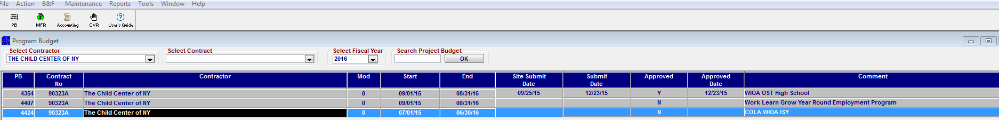 File Action B&F Maintenance Reports Tools Window Help
PB MFR Accounting CVR User's Guide
Program Budget
Select Contractor Select Contract Select Fiscal Year Search Project Budget
THE CHILD CENTER OF NY 2016 OK
PB Contract Contractor Mod Start End Site Submit Submit Approved Approved Comment
No Date Date Date
4354 90323A The Child Center of NY 0 09/01/15 08/31/16 09/25/15 12/23/15 Y 12/23/15 WIOA OST High School
4407 90323A The Child Center of NY 0 09/01/15 08/31/16 N Work Learn Grow Year Round Employment Program
4424 90323A The Child Center of NY 0 07/01/15 06/30/16 N COLA WIOA ISY